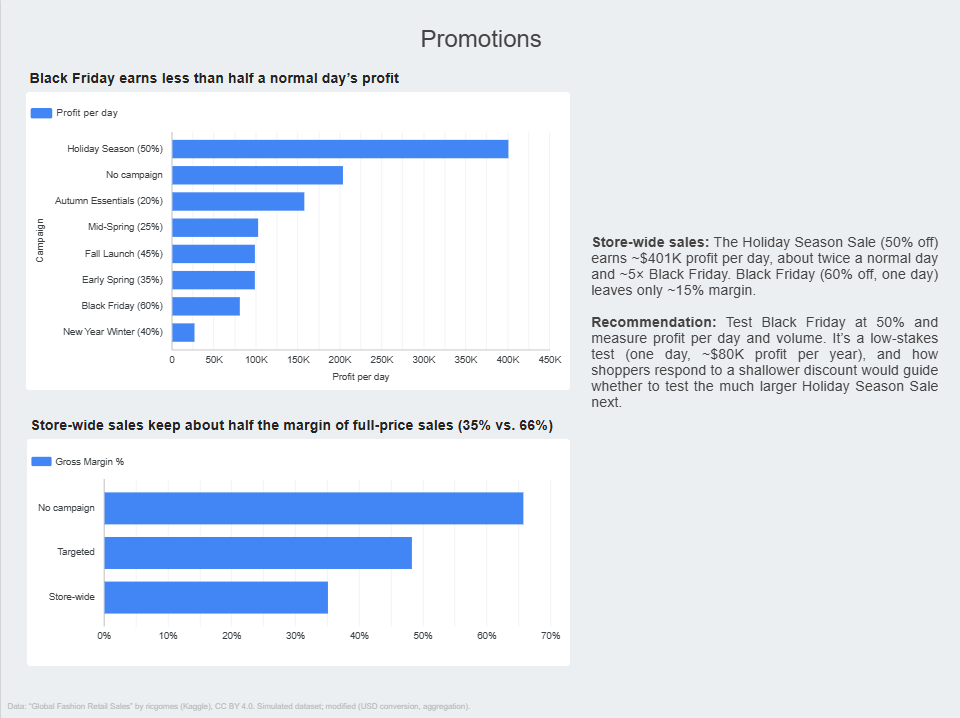 Promotions
Black Friday earns less than half a normal day’s profit
Profit per day
Campaign
Holiday Season (50%)
No campaign
Autumn Essentials (20%)
Mid-Spring (25%)
Fall Launch (45%)
Early Spring (35%)
Black Friday (60%)
New Year Winter (40%)
0 50K 100K 150K 200K 250K 300K 350K 400K 450K
Profit per day
Store-wide sales: The Holiday Season Sale (50% off)
earns ~$401K profit per day, about twice a normal day
and ~5× Black Friday. Black Friday (60% off, one day)
leaves only ~15% margin.
Recommendation: Test Black Friday at 50% and
measure profit per day and volume. It’s a low-stakes
test (one day, ~$80K profit per year), and how
shoppers respond to a shallower discount would guide
whether to test the much larger Holiday Season Sale
next.
Store-wide sales keep about half the margin of full-price sales (35% vs. 66%)
Gross Margin %
No campaign
Targeted
Store-wide
0% 10% 20% 30% 40% 50% 60% 70%
Data: “Global Fashion Retail Sales” by ricgomes (Kaggle), CC BY 4.0. Simulated dataset; modified (USD conversion, aggregation).